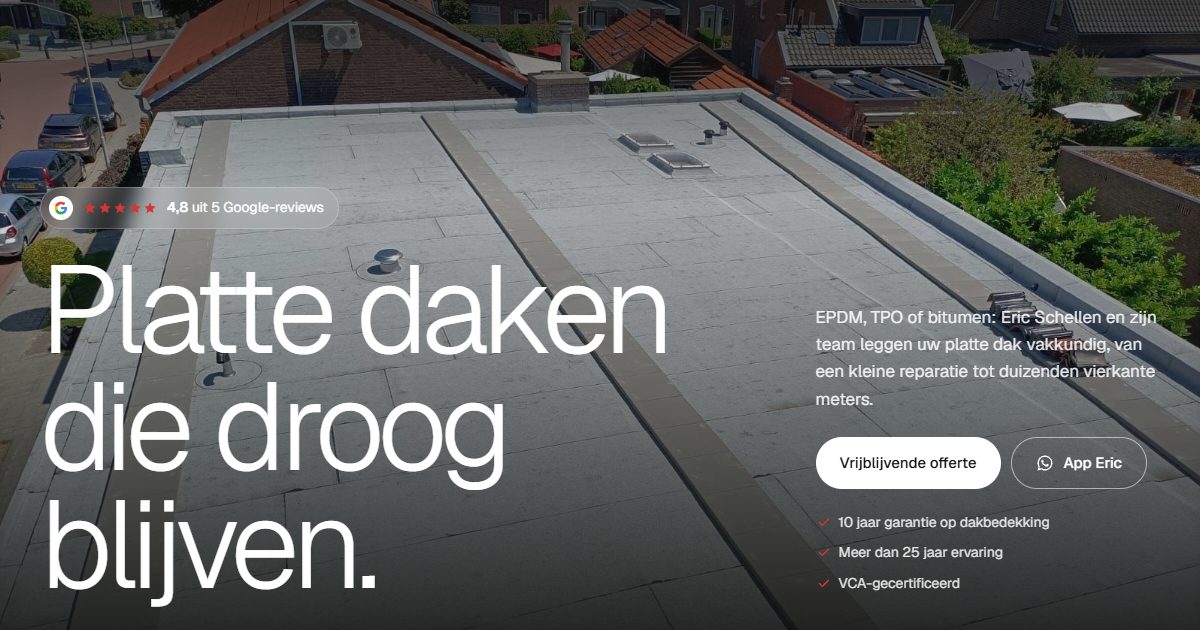 4,8 uit 5 Google-reviews
Platte daken
die droog
blijven.
EPDM, TPO of bitumen: Eric Schellen en zijn
team leggen uw platte dak vakkundig, van
een kleine reparatie tot duizenden vierkante
meters.
Vrijblijvende offerte
App Eric
10 jaar garantie op dakbedekking
Meer dan 25 jaar ervaring
VCA-gecertificeerd